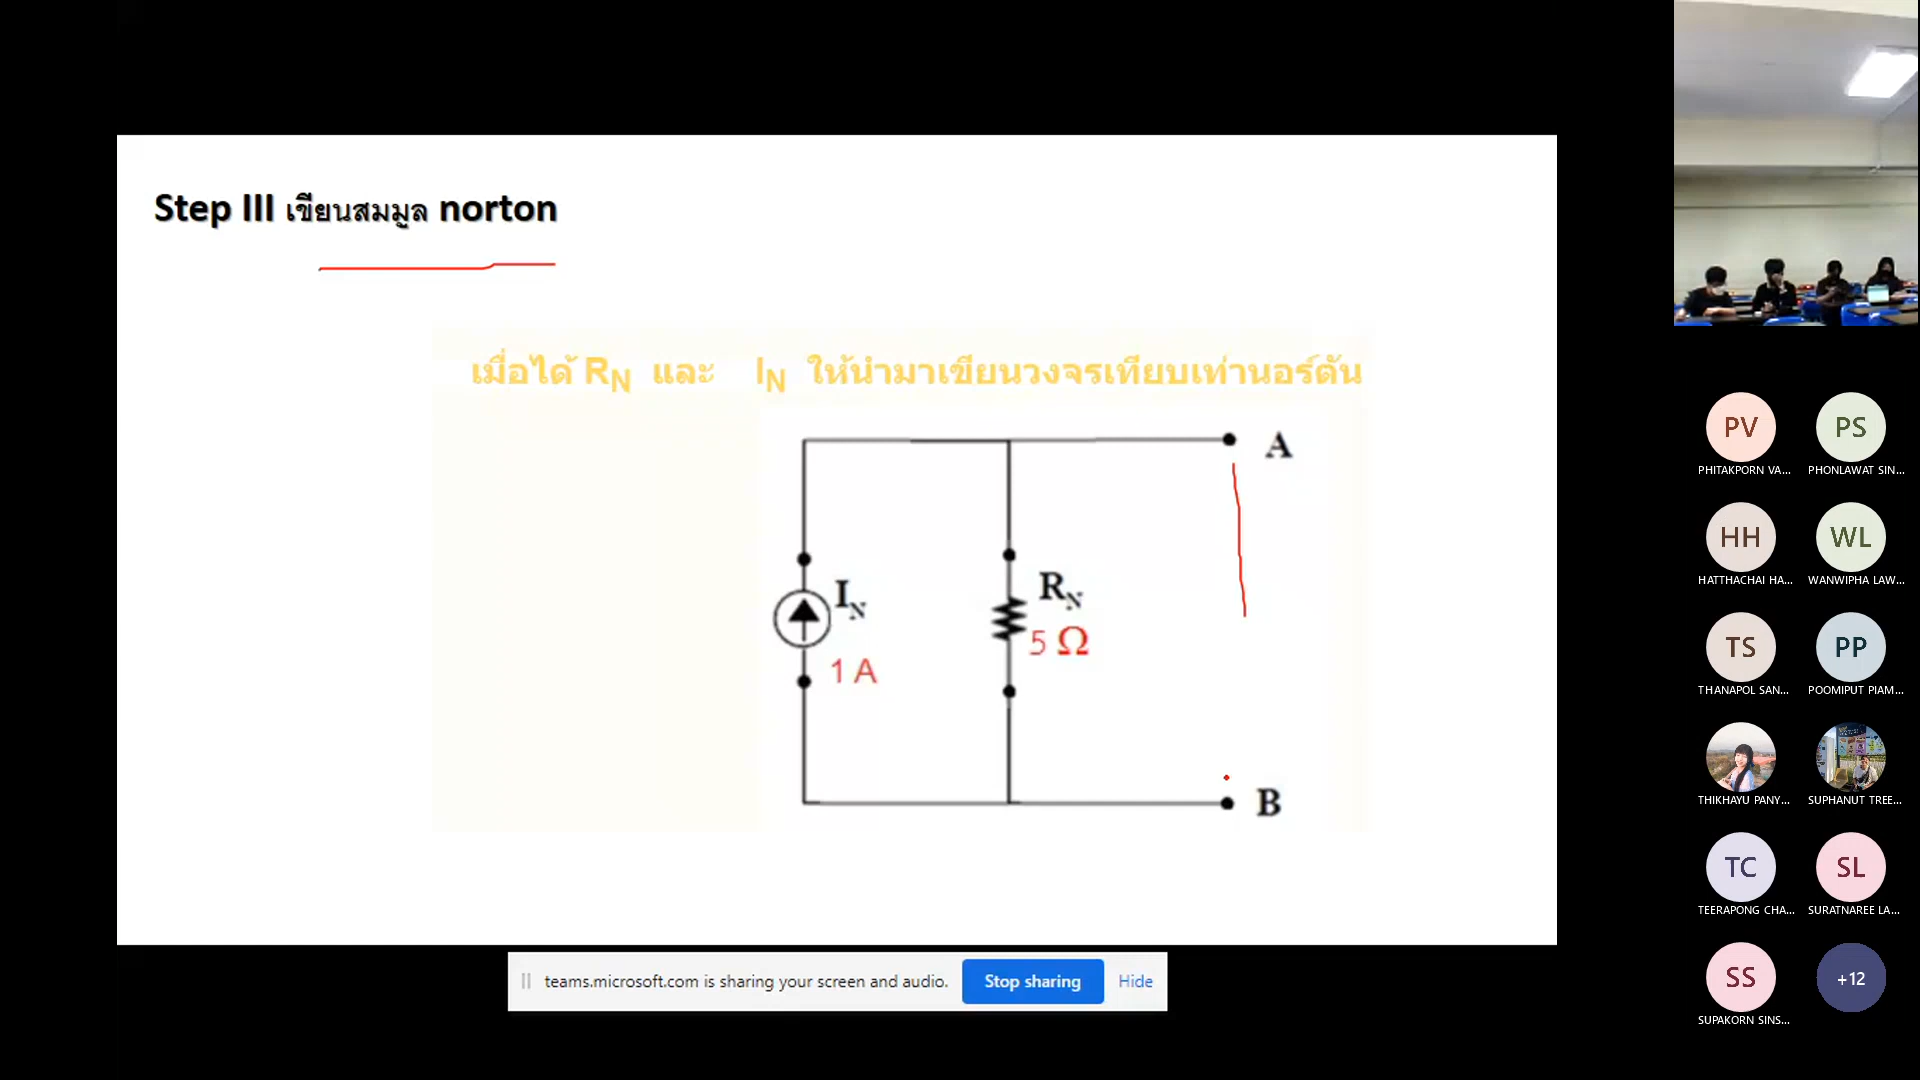 Step III เขียนสมมูล norton
เมื่อได้ RN และ IN ให้นำมาเขียนวงจรเทียบเท่านอร์ตัน
A
IN
1 A
RN
5 Ω
B
teams.microsoft.com is sharing your screen and audio. Stop sharing Hide
PV PS
PHITAKPORN VA... PHONLAWAT SIN...
HH WL
HATTHACHAI HA... WANWIPHA LAW...
TS PP
THANAPOL SAN... POOMIPUT PIAM...
THIKHAYU PANY... SUPHANUT TREE...
TC SL
TEERAPONG CHA... SURATNAREE LA...
SS +12
SUPAKORN SINS...